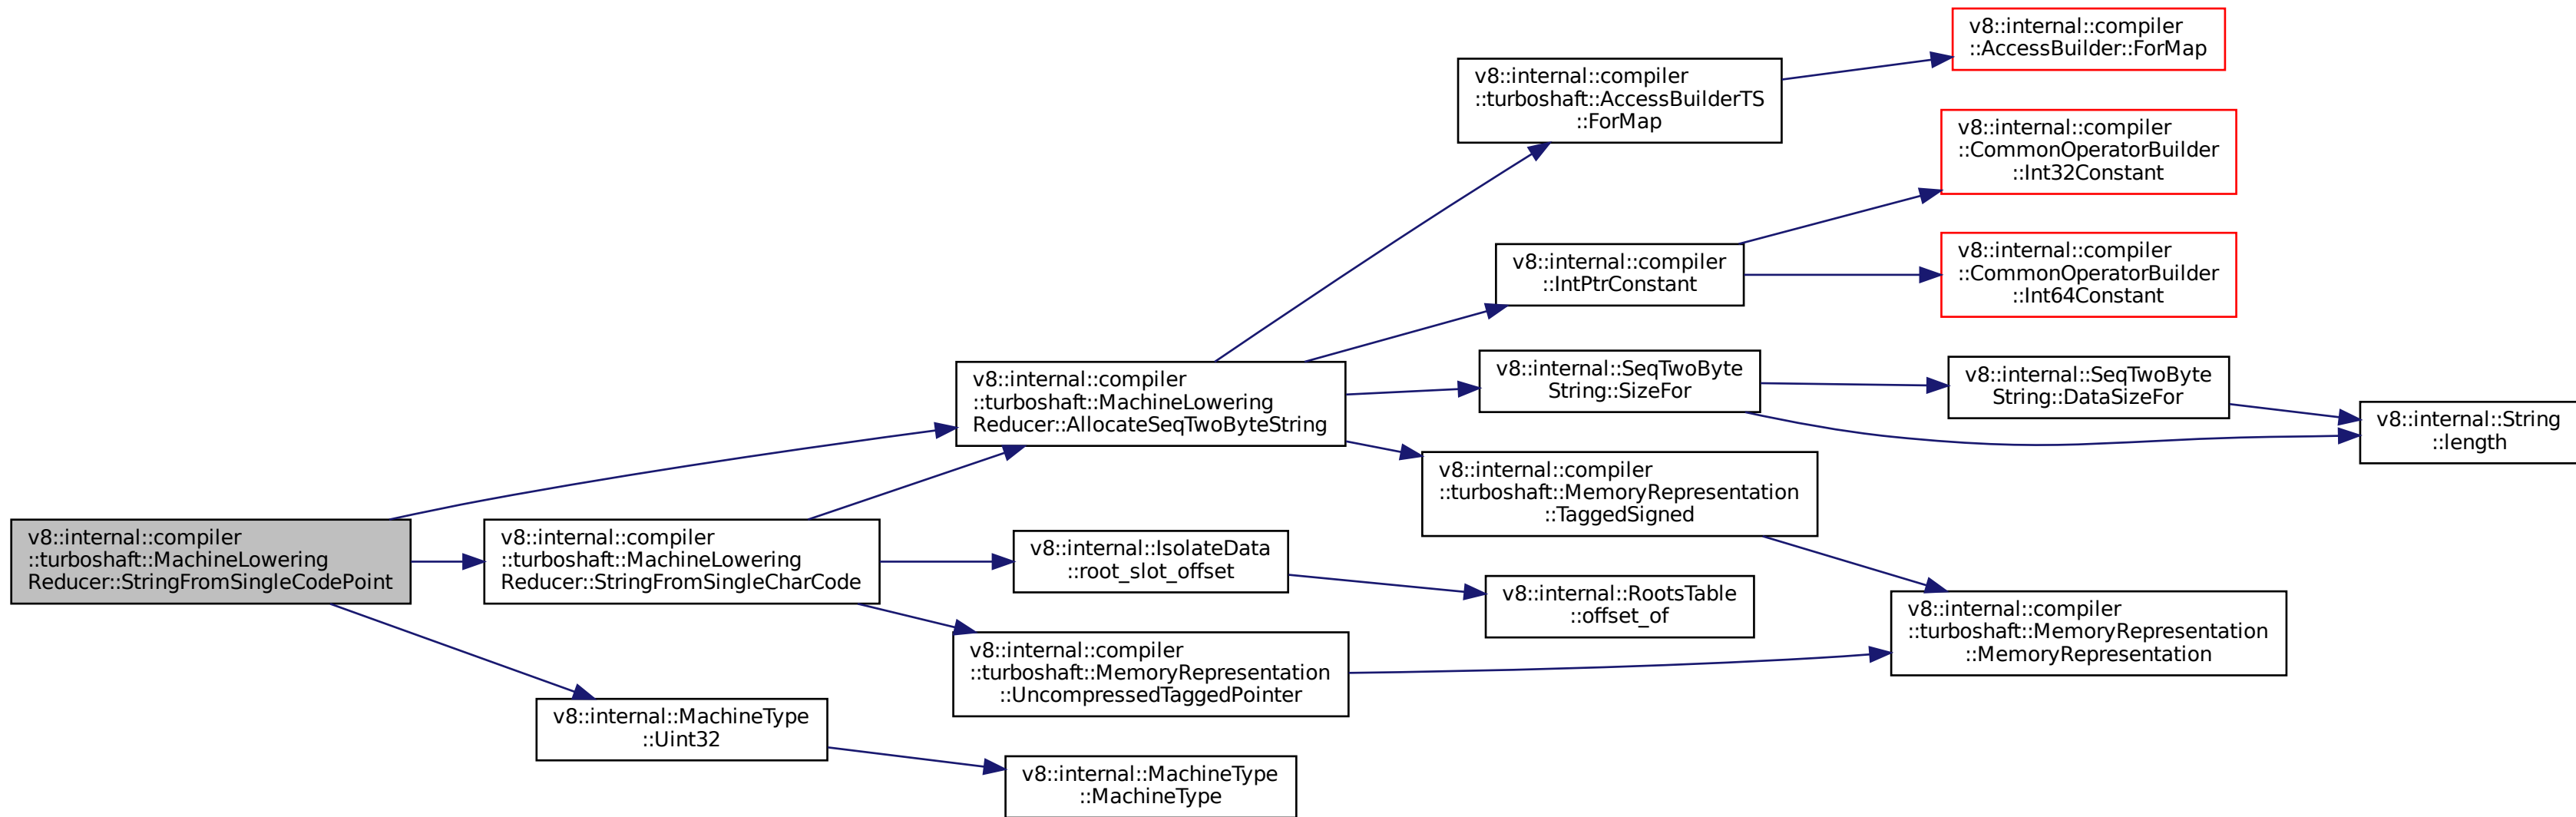 v8::internal::compiler
::turboshaft::MachineLowering
Reducer::StringFromSingleCodePoint
v8::internal::compiler
::turboshaft::MachineLowering
Reducer::StringFromSingleCharCode
v8::internal::MachineType
::Uint32
v8::internal::compiler
::turboshaft::MachineLowering
Reducer::AllocateSeqTwoByteString
v8::internal::IsolateData
::root_slot_offset
v8::internal::compiler
::turboshaft::MemoryRepresentation
::UncompressedTaggedPointer
v8::internal::MachineType
::MachineType
v8::internal::compiler
::turboshaft::AccessBuilderTS
::ForMap
v8::internal::compiler
::IntPtrConstant
v8::internal::SeqTwoByte
String::SizeFor
v8::internal::compiler
::turboshaft::MemoryRepresentation
::TaggedSigned
v8::internal::RootsTable
::offset_of
v8::internal::compiler
::AccessBuilder::ForMap
v8::internal::compiler
::CommonOperatorBuilder
::Int32Constant
v8::internal::compiler
::CommonOperatorBuilder
::Int64Constant
v8::internal::SeqTwoByte
String::DataSizeFor
v8::internal::compiler
::turboshaft::MemoryRepresentation
::MemoryRepresentation
v8::internal::String
::length